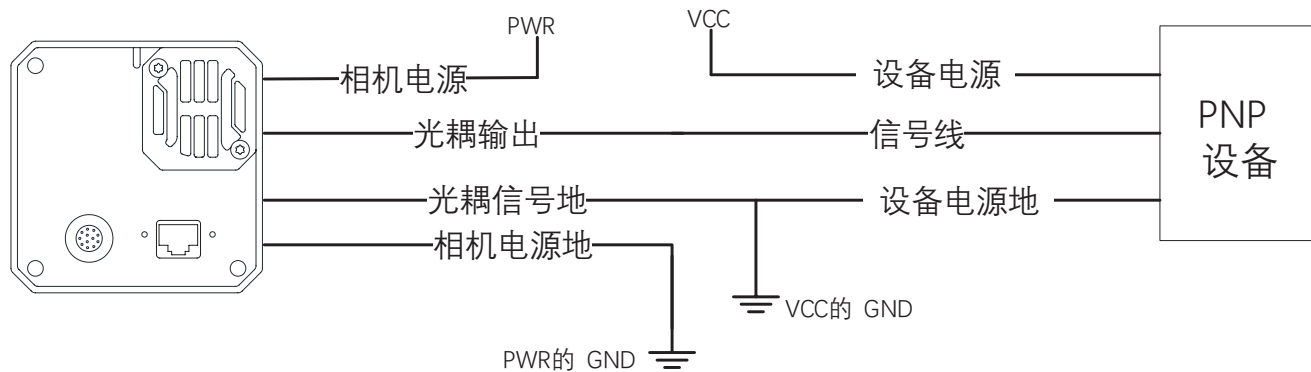 PWR
VCC
相机电源
设备电源
光耦输出
信号线
PNP
设备
光耦信号地
设备电源地
相机电源地
VCC的 GND
PWR的 GND